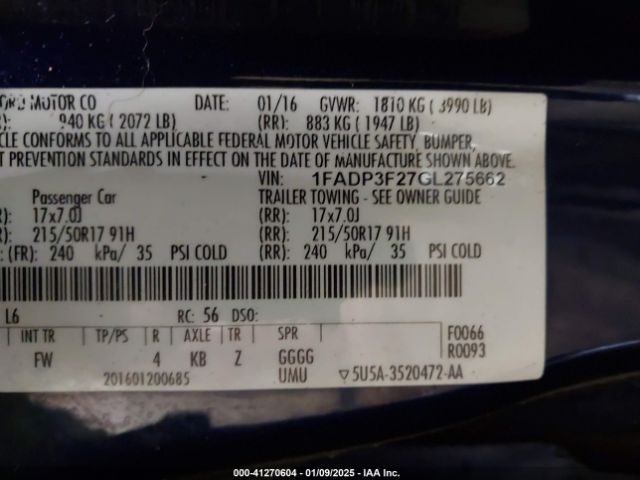 FORD MOTOR CO DATE: 01/16 GVWR: 1810 KG ( 3990 LB)
940 KG ( 2072 LB) (RR): 883 KG ( 1947 LB)
CONFORMS TO ALL APPLICABLE FEDERAL MOTOR VEHICLE SAFETY, BUMPER,
PREVENTION STANDARDS IN EFFECT ON THE DATE OF MANUFACTURE SHOWN ABOVE.
VIN: 1FADP3F27GL275662
Passenger Car TRAILER TOWING - SEE OWNER GUIDE
17x7.0J (RR): 17x7.0J
215/50R17 91H (RR): 215/50R17 91H
(FR): 240 kPa/ 35 PSI COLD (RR): 240 kPa/ 35 PSI COLD
L6 RC: 56 DSO:
INT TR TP/PS R AXLE TR SPR F0066
FW 4 KB Z GGGG R0093
201601200685 UMU 5U5A-3520472-AA
000-41270604 | 01/09/2025 - IAA Inc.